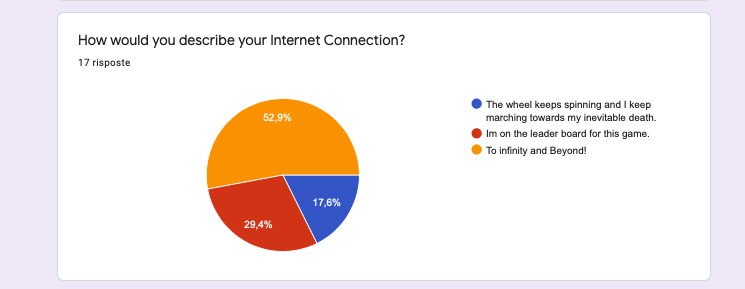 How would you describe your Internet Connection?
17 risposte
52,9%
17,6%
29,4%
The wheel keeps spinning and I keep
marching towards my inevitable death.
Im on the leader board for this game.
To infinity and Beyond!